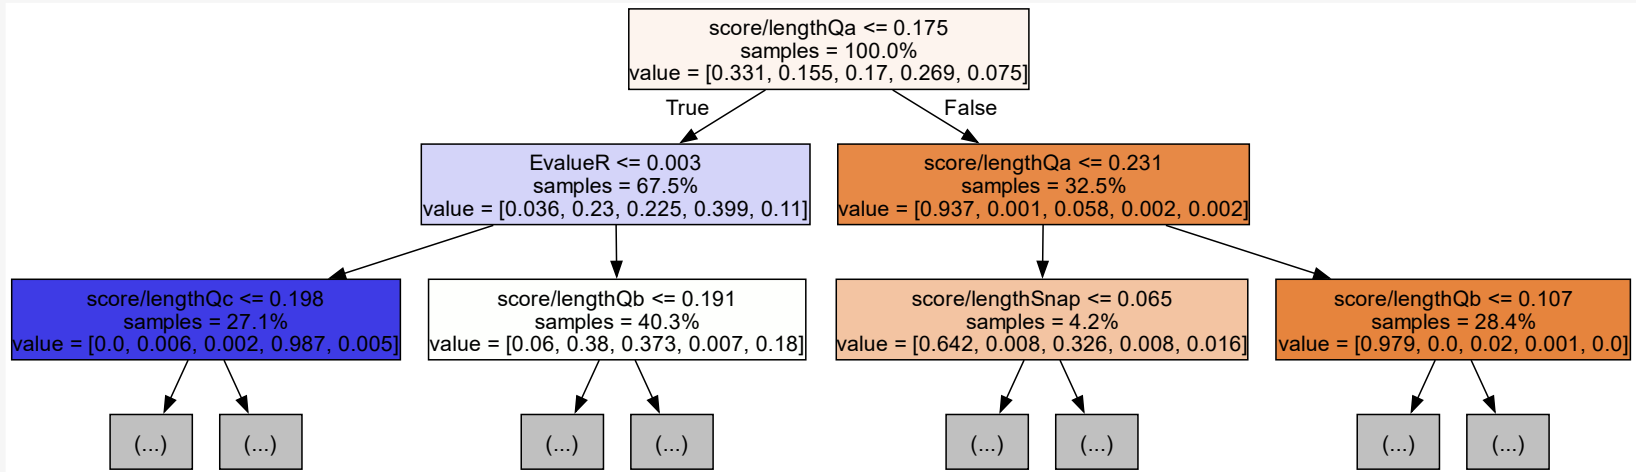 score/lengthQa <= 0.175
samples = 100.0%
value = [0.331, 0.155, 0.17, 0.269, 0.075]
True
False
EvalueR <= 0.003
samples = 67.5%
value = [0.036, 0.23, 0.225, 0.399, 0.11]
score/lengthQa <= 0.231
samples = 32.5%
value = [0.937, 0.001, 0.058, 0.002, 0.002]
score/lengthQc <= 0.198
samples = 27.1%
value = [0.0, 0.006, 0.002, 0.987, 0.005]
score/lengthQb <= 0.191
samples = 40.3%
value = [0.06, 0.38, 0.373, 0.007, 0.18]
score/lengthSnap <= 0.065
samples = 4.2%
value = [0.642, 0.008, 0.326, 0.008, 0.016]
score/lengthQb <= 0.107
samples = 28.4%
value = [0.979, 0.0, 0.02, 0.001, 0.0]
(...)
(...)
(...)
(...)
(...)
(...)
(...)
(...)